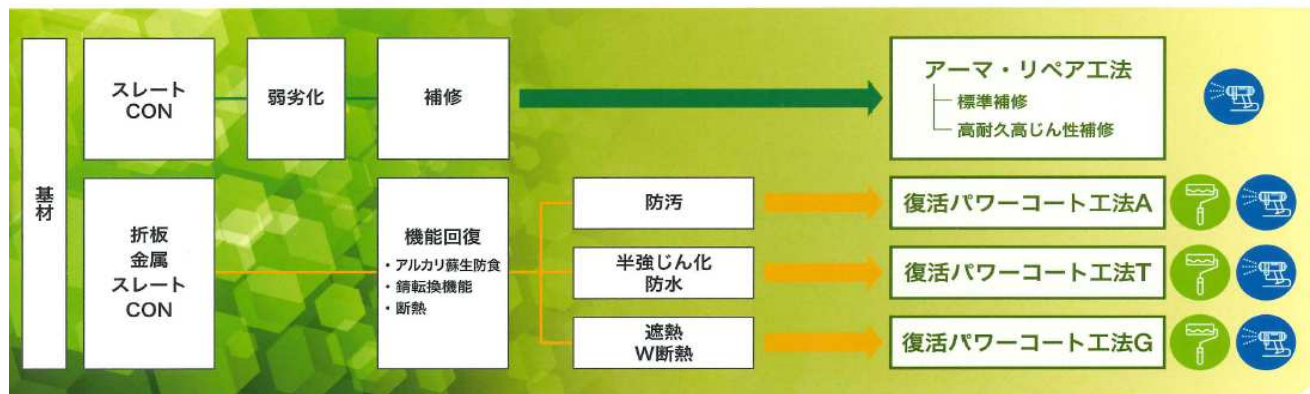 基材
スレート
CON
弱劣化
補修
アーマ・リペア工法
標準補修
高耐久高じん性補修
折板
金属
スレート
CON
機能回復
・アルカリ蘇生防食
・錆転換機能
・断熱
防汚
復活パワーコート工法A
半強じん化
防水
復活パワーコート工法T
遮熱
W断熱
復活パワーコート工法G